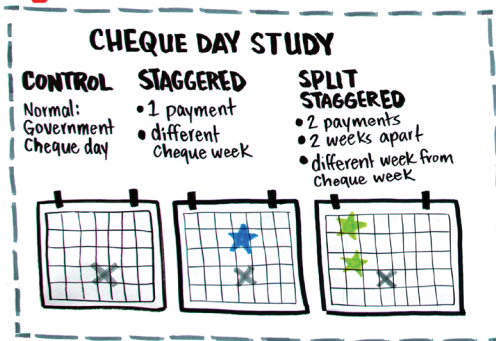 CHEQUE DAY STUDY
CONTROL
Normal:
Government
Cheque day
STAGGERED
• 1 payment
• different
Cheque week
SPLIT
STAGGERED
• 2 payments
• 2 weeks apart
• different week from
Cheque week